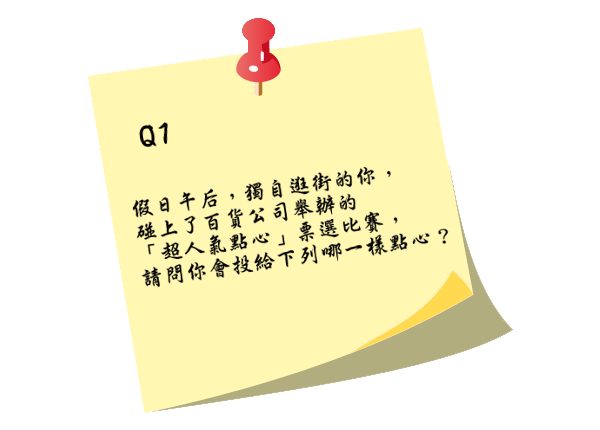 Q1
假日午后，獨自逛街的你，
碰上了百貨公司舉辦的
「超人氣點心」票選比賽，
請問你會投給下列哪一樣點心？